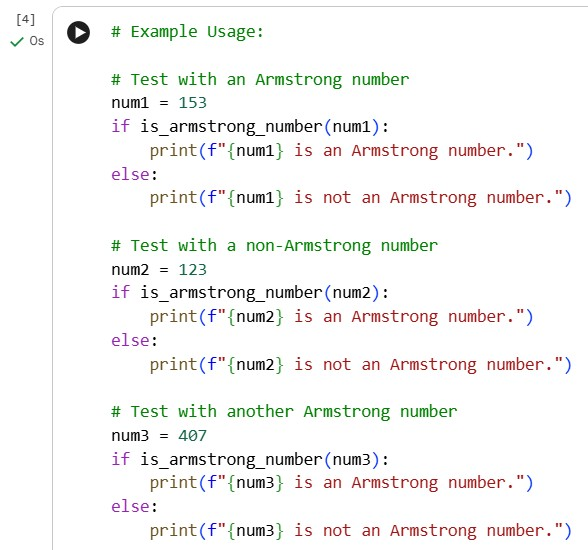 [4]
0s
# Example Usage:
# Test with an Armstrong number
num1 = 153
if is_armstrong_number(num1):
    print(f"{num1} is an Armstrong number.")
else:
    print(f"{num1} is not an Armstrong number.")
# Test with a non-Armstrong number
num2 = 123
if is_armstrong_number(num2):
    print(f"{num2} is an Armstrong number.")
else:
    print(f"{num2} is not an Armstrong number.")
# Test with another Armstrong number
num3 = 407
if is_armstrong_number(num3):
    print(f"{num3} is an Armstrong number.")
else:
    print(f"{num3} is not an Armstrong number.")